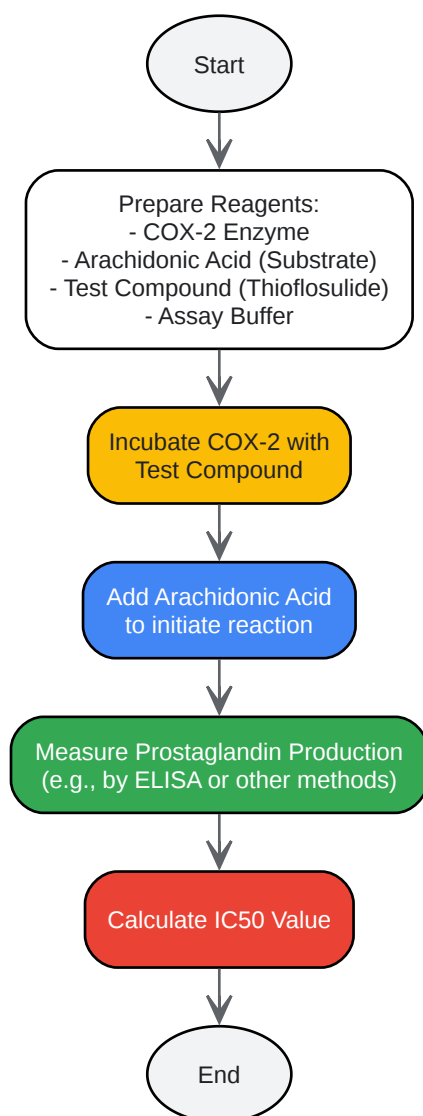 Start
Prepare Reagents:
- COX-2 Enzyme
- Arachidonic Acid (Substrate)
- Test Compound (Thioflosulide)
- Assay Buffer
Incubate COX-2 with
Test Compound
Add Arachidonic Acid
to initiate reaction
Measure Prostaglandin Production
(e.g., by ELISA or other methods)
Calculate IC50 Value
End